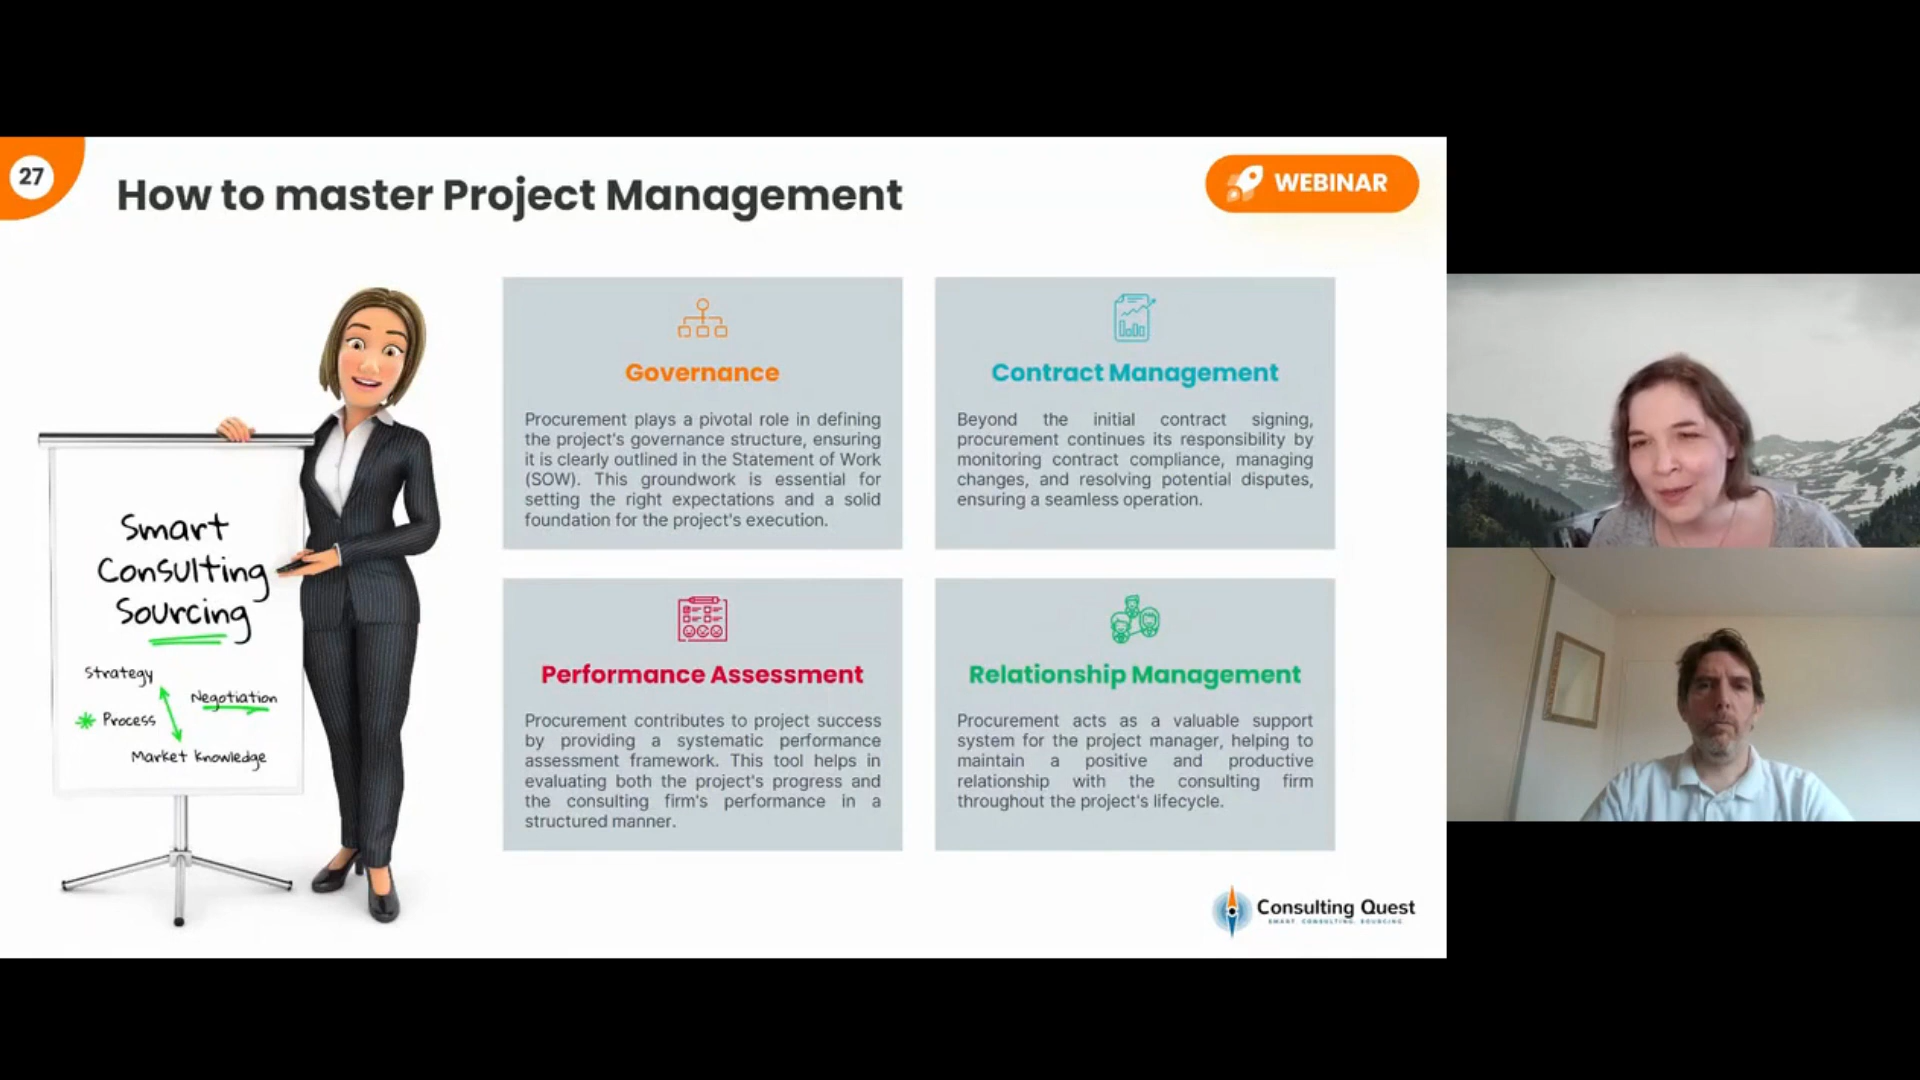 27
How to master Project Management
WEBINAR
Smart
Consulting
Sourcing
Strategy
Negotiation
Process
Market knowledge
Governance
Procurement plays a pivotal role in defining
the project's governance structure, ensuring
it is clearly outlined in the Statement of Work
(SOW). This groundwork is essential for
setting the right expectations and a solid
foundation for the project's execution.
Contract Management
Beyond the initial contract signing,
procurement continues its responsibility by
monitoring contract compliance, managing
changes, and resolving potential disputes,
ensuring a seamless operation.
Performance Assessment
Procurement contributes to project success
by providing a systematic performance
assessment framework. This tool helps in
evaluating both the project's progress and
the consulting firm's performance in a
structured manner.
Relationship Management
Procurement acts as a valuable support
system for the project manager, helping to
maintain a positive and productive
relationship with the consulting firm
throughout the project's lifecycle.
Consulting Quest
SMART. CONSULTING. SOURCING